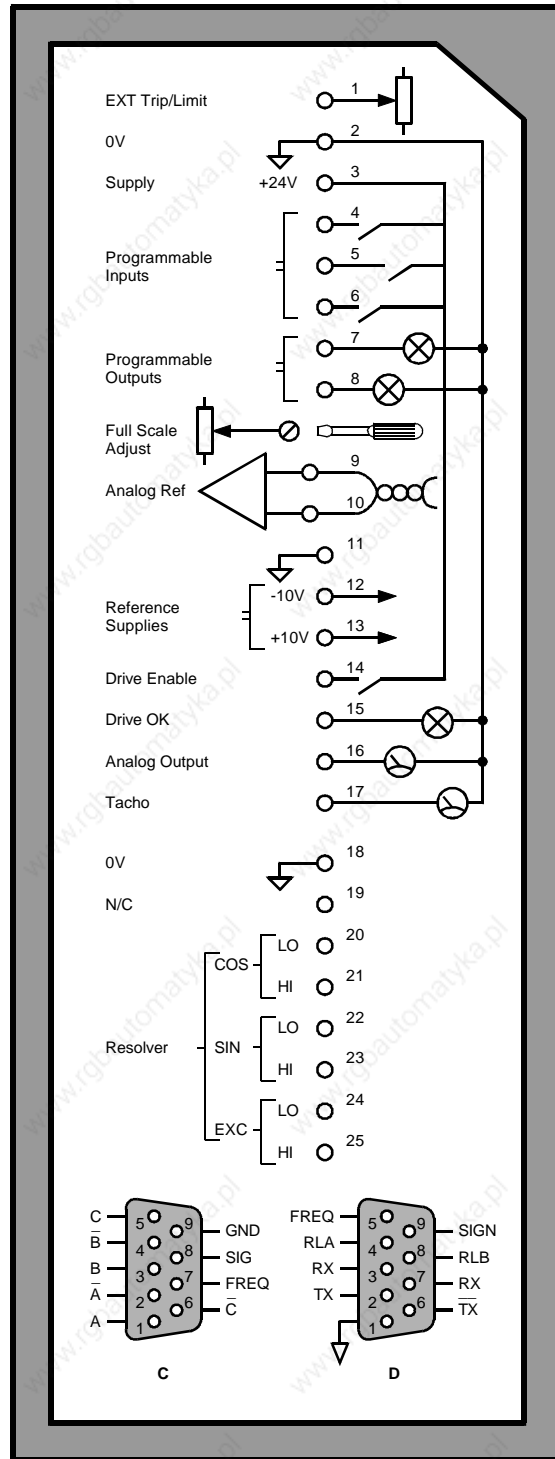 EXT Trip/Limit 1
0V 2
Supply +24V 3
4
Programmable Inputs 5
6
7
Programmable Outputs 8
Full Scale Adjust
9
Analog Ref
10
11
-10V 12
Reference Supplies
+10V 13
Drive Enable 14
Drive OK 15
Analog Output 16
Tacho 17
0V 18
N/C 19
LO 20
COS
HI 21
LO 22
Resolver SIN
HI 23
LO 24
EXC
HI 25
C 5 9 GND
B̅ 4 8 SIG
B 3 7 FREQ
A̅ 2 6 C̅
A 1
C
FREQ 5 9 SIGN
RLA 4 8 RLB
RX 3 7 RX
TX 2 6 T̅X̅
1
D
www.rgbautomatyka.pl